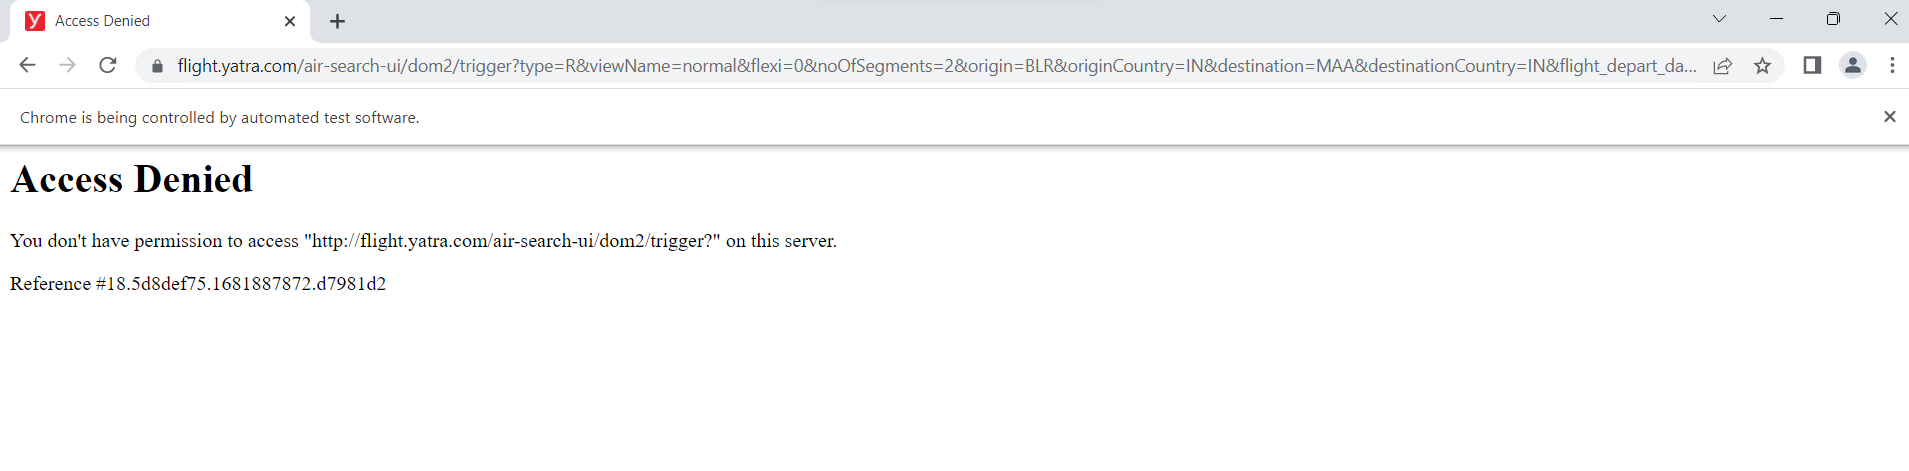 Access Denied
flight.yatra.com/air-search-ui/dom2/trigger?type=R&viewName=normal&flexi=0&noOfSegments=2&origin=BLR&originCountry=IN&destination=MAA&destinationCountry=IN&flight_depart_da...
Chrome is being controlled by automated test software.
Access Denied
You don't have permission to access "http://flight.yatra.com/air-search-ui/dom2/trigger?" on this server.
Reference #18.5d8def75.1681887872.d7981d2